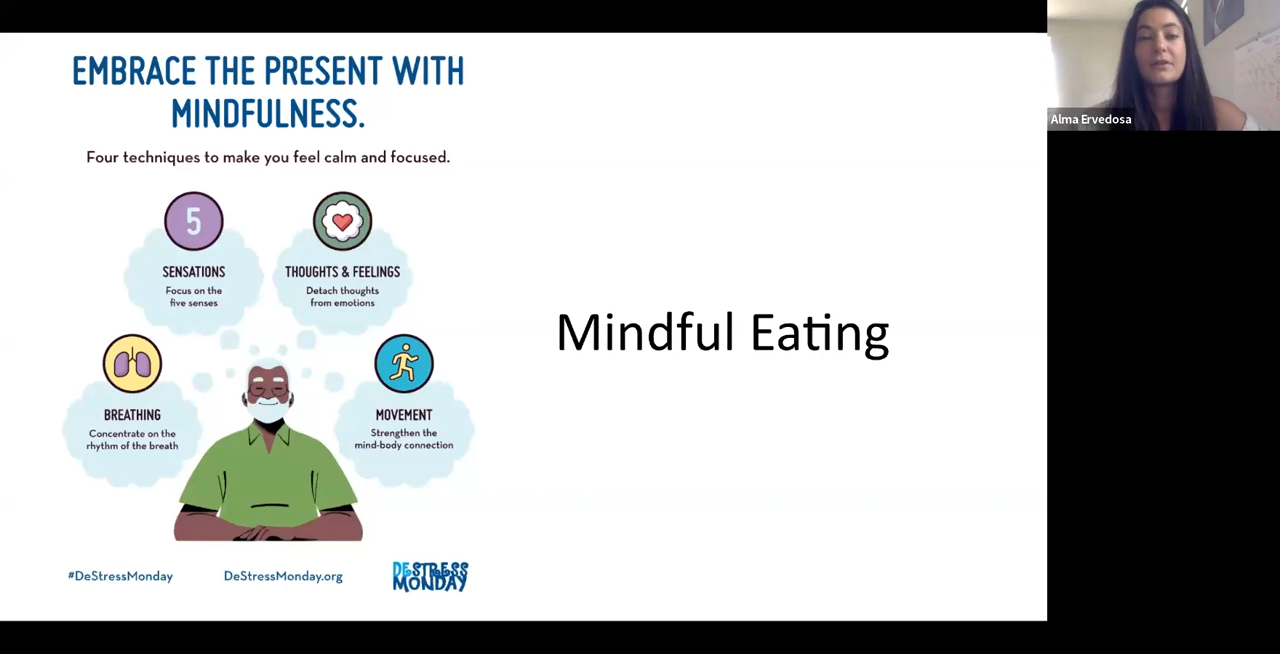 EMBRACE THE PRESENT WITH
MINDFULNESS.
Four techniques to make you feel calm and focused.
5
SENSATIONS
Focus on the
five senses
THOUGHTS & FEELINGS
Detach thoughts
from emotions
BREATHING
Concentrate on the
rhythm of the breath
MOVEMENT
Strengthen the
mind-body connection
#DeStressMonday
DeStressMonday.org
DESTRESS
MONDAY
Mindful Eating
Alma Ervedosa